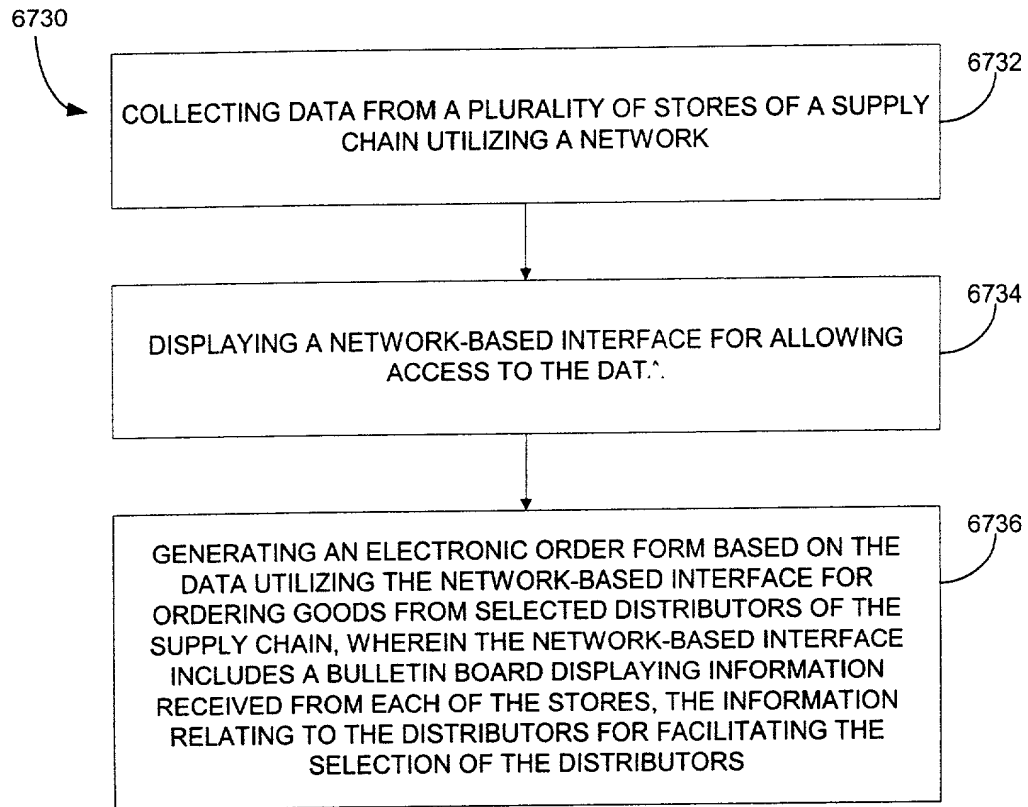 6730
6732
COLLECTING DATA FROM A PLURALITY OF STORES OF A SUPPLY
CHAIN UTILIZING A NETWORK
6734
DISPLAYING A NETWORK-BASED INTERFACE FOR ALLOWING
ACCESS TO THE DAT.^.
6736
GENERATING AN ELECTRONIC ORDER FORM BASED ON THE
DATA UTILIZING THE NETWORK-BASED INTERFACE FOR
ORDERING GOODS FROM SELECTED DISTRIBUTORS OF THE
SUPPLY CHAIN, WHEREIN THE NETWORK-BASED INTERFACE
INCLUDES A BULLETIN BOARD DISPLAYING INFORMATION
RECEIVED FROM EACH OF THE STORES, THE INFORMATION
RELATING TO THE DISTRIBUTORS FOR FACILITATING THE
SELECTION OF THE DISTRIBUTORS